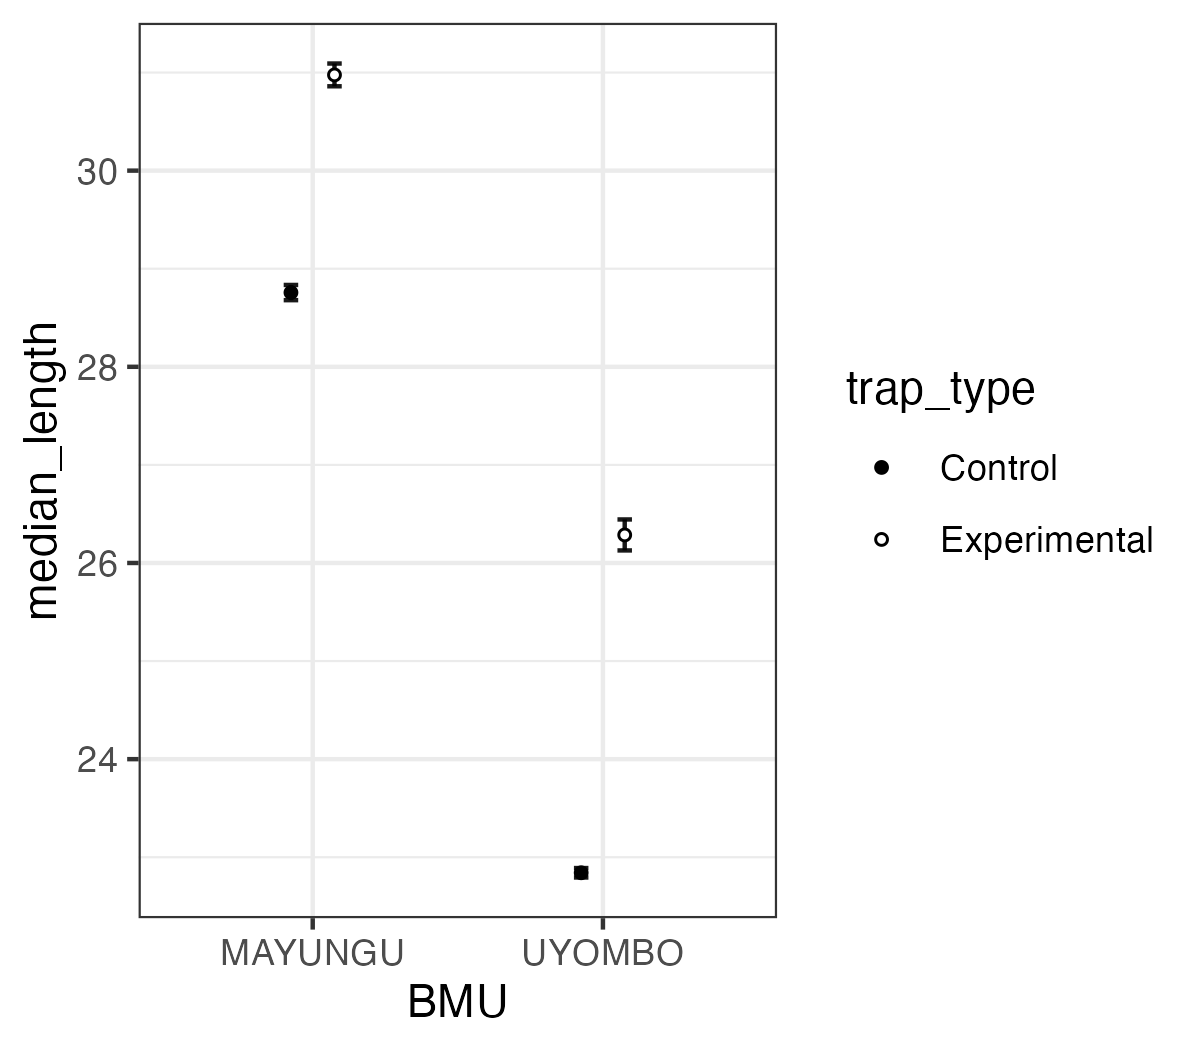 median_length
30
28
26
24
MAYUNGU
UYOMBO
BMU
trap_type
Control
Experimental